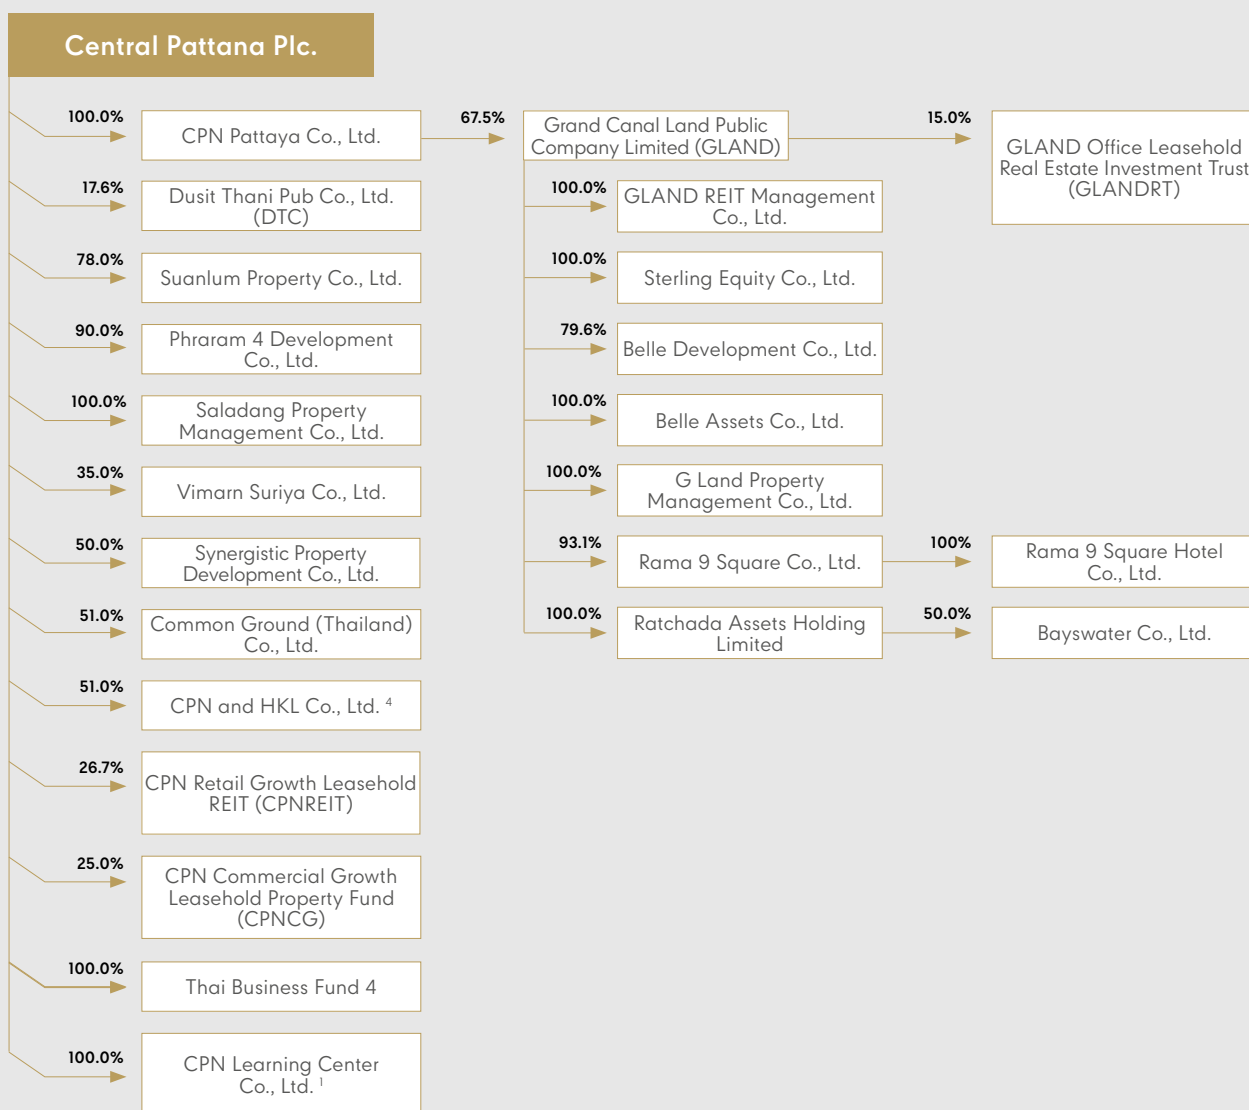 Central Pattana Plc.
100.0%
CPN Pattaya Co., Ltd.
67.5%
Grand Canal Land Public
Company Limited (GLAND)
15.0%
GLAND Office Leasehold
Real Estate Investment Trust
(GLANDRT)
17.6%
Dusit Thani Pub Co., Ltd.
(DTC)
100.0%
GLAND REIT Management
Co., Ltd.
78.0%
Suanlum Property Co., Ltd.
100.0%
Sterling Equity Co., Ltd.
90.0%
Phraram 4 Development
Co., Ltd.
79.6%
Belle Development Co., Ltd.
100.0%
Saladang Property
Management Co., Ltd.
100.0%
Belle Assets Co., Ltd.
35.0%
Vimarn Suriya Co., Ltd.
100.0%
G Land Property
Management Co., Ltd.
50.0%
Synergistic Property
Development Co., Ltd.
93.1%
Rama 9 Square Co., Ltd.
100%
Rama 9 Square Hotel
Co., Ltd.
51.0%
Common Ground (Thailand)
Co., Ltd.
100.0%
Ratchada Assets Holding
Limited
50.0%
Bayswater Co., Ltd.
51.0%
CPN and HKL Co., Ltd. 4
26.7%
CPN Retail Growth Leasehold
REIT (CPNREIT)
25.0%
CPN Commercial Growth
Leasehold Property Fund
(CPNCG)
100.0%
Thai Business Fund 4
100.0%
CPN Learning Center
Co., Ltd. 1